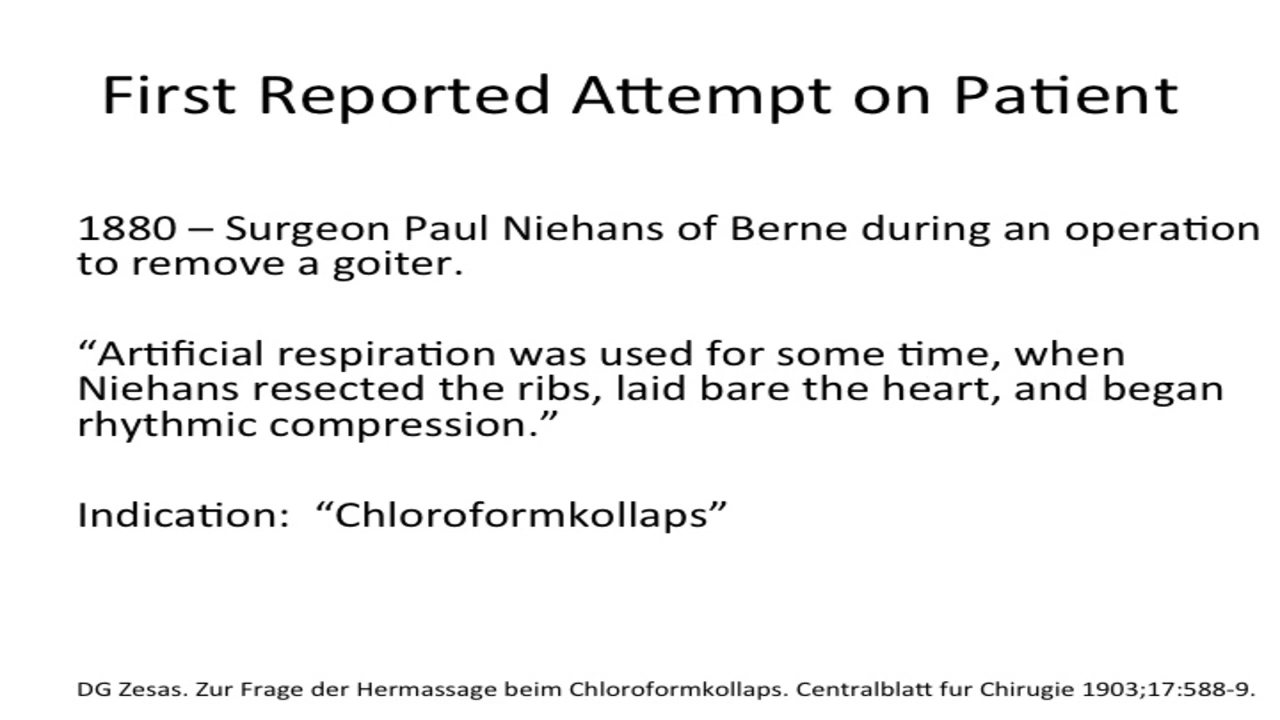 First Reported Attempt on Patient
1880 – Surgeon Paul Niehans of Berne during an operation
to remove a goiter.
“Artificial respiration was used for some time, when
Niehans resected the ribs, laid bare the heart, and began
rhythmic compression.”
Indication:  “Chloroformkollaps”
DG Zesas. Zur Frage der Hermassage beim Chloroformkollaps. Centralblatt fur Chirugie 1903;17:588-9.